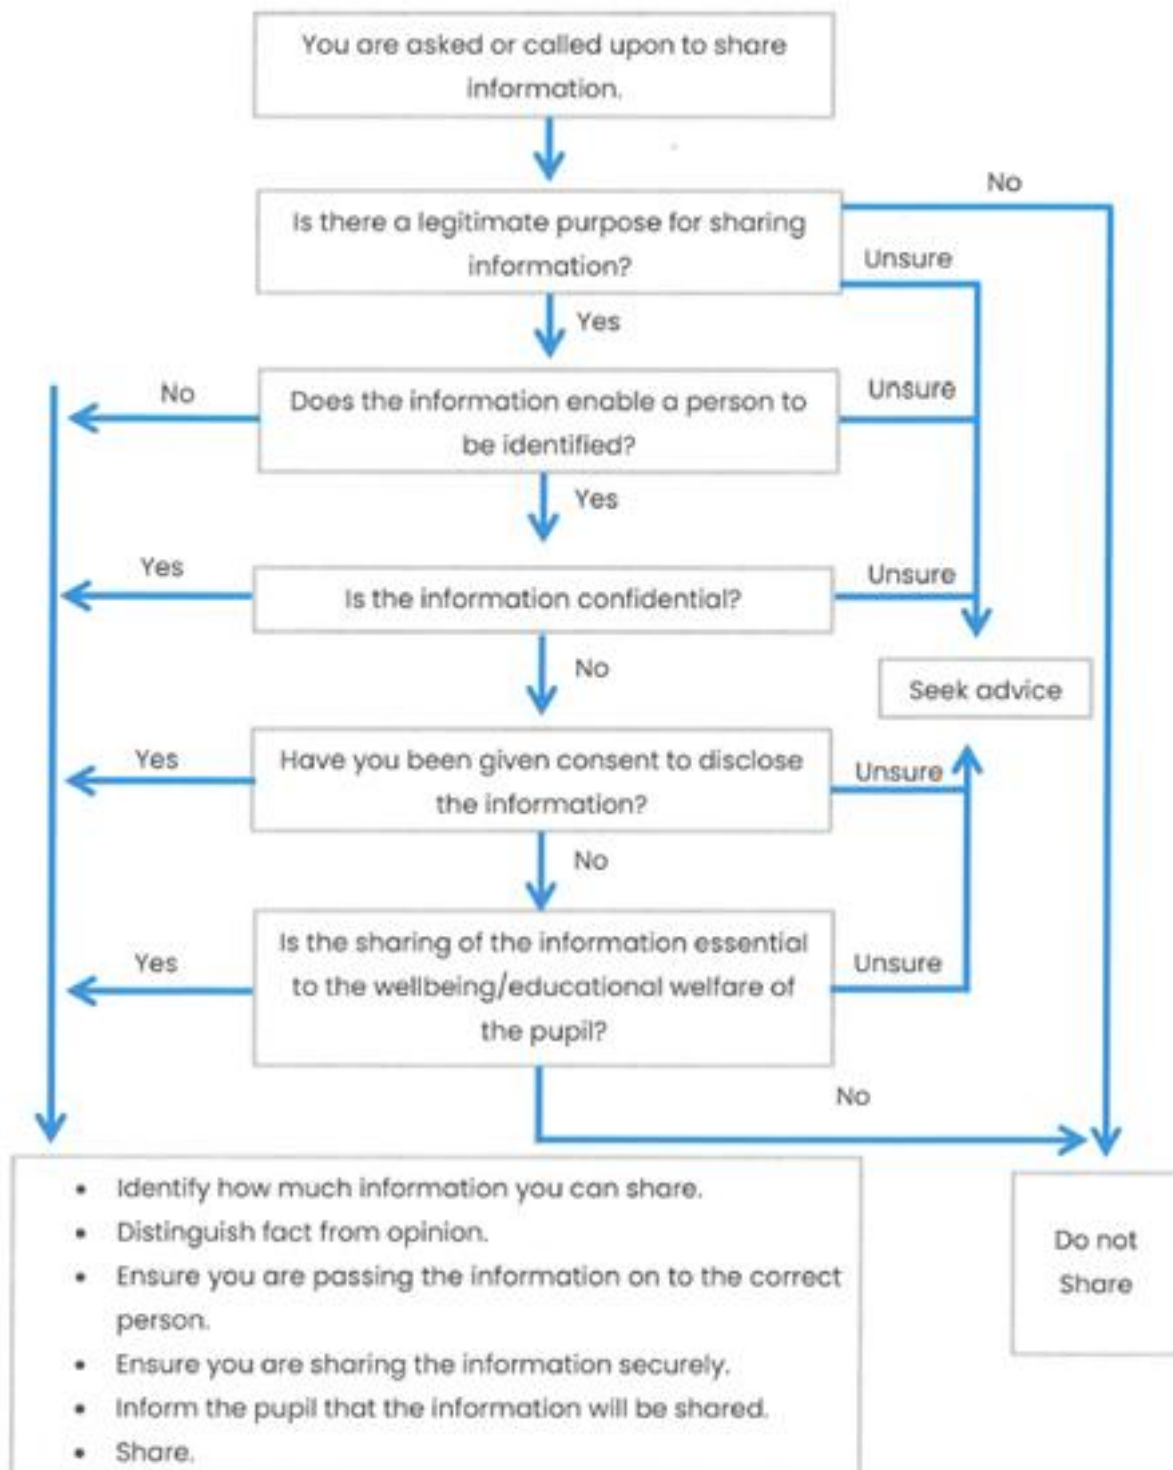 You are asked or called upon to share
information.
No
Is there a legitimate purpose for sharing
information?
Unsure
Yes
No
Does the information enable a person to
be identified?
Unsure
Yes
Yes
Is the information confidential?
Unsure
No
Seek advice
Yes
Have you been given consent to disclose
the information?
Unsure
No
Yes
Is the sharing of the information essential
to the wellbeing/educational welfare of
the pupil?
Unsure
No
• Identify how much information you can share.
• Distinguish fact from opinion.
• Ensure you are passing the information on to the correct
person.
• Ensure you are sharing the information securely.
• Inform the pupil that the information will be shared.
• Share.
Do not
Share